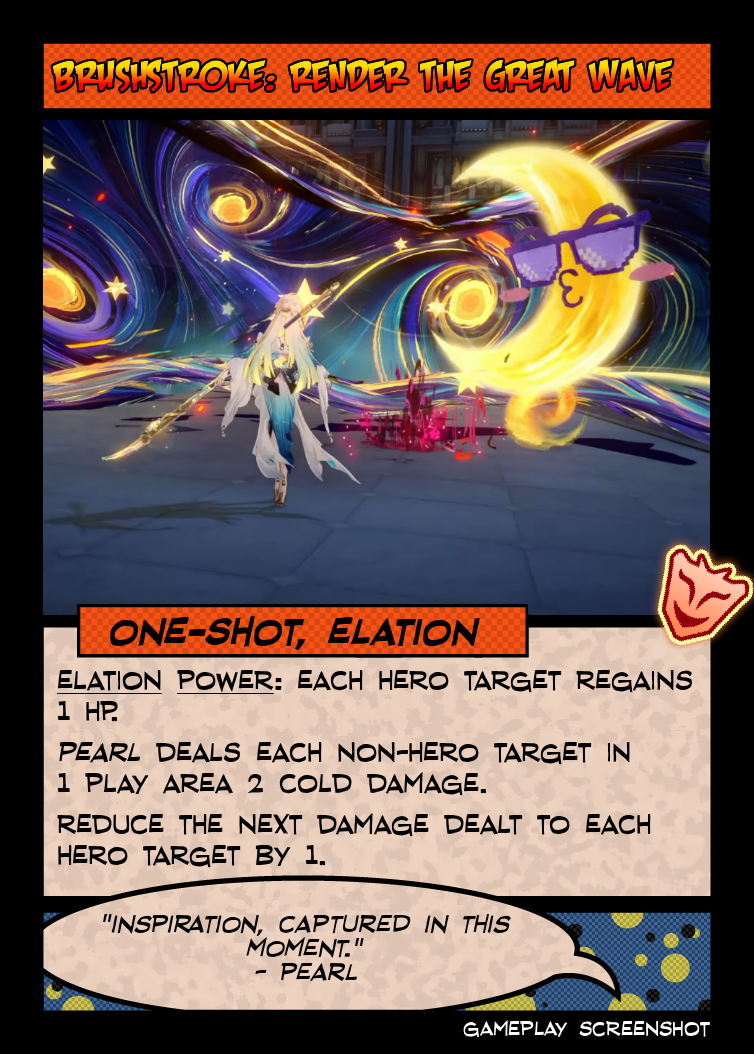 BRUSHSTROKE: RENDER THE GREAT WAVE
ONE-SHOT, ELATION
ELATION POWER: EACH HERO TARGET REGAINS
1 HP.
PEARL DEALS EACH NON-HERO TARGET IN
1 PLAY AREA 2 COLD DAMAGE.
REDUCE THE NEXT DAMAGE DEALT TO EACH
HERO TARGET BY 1.
"INSPIRATION, CAPTURED IN THIS
MOMENT."
- PEARL
GAMEPLAY SCREENSHOT